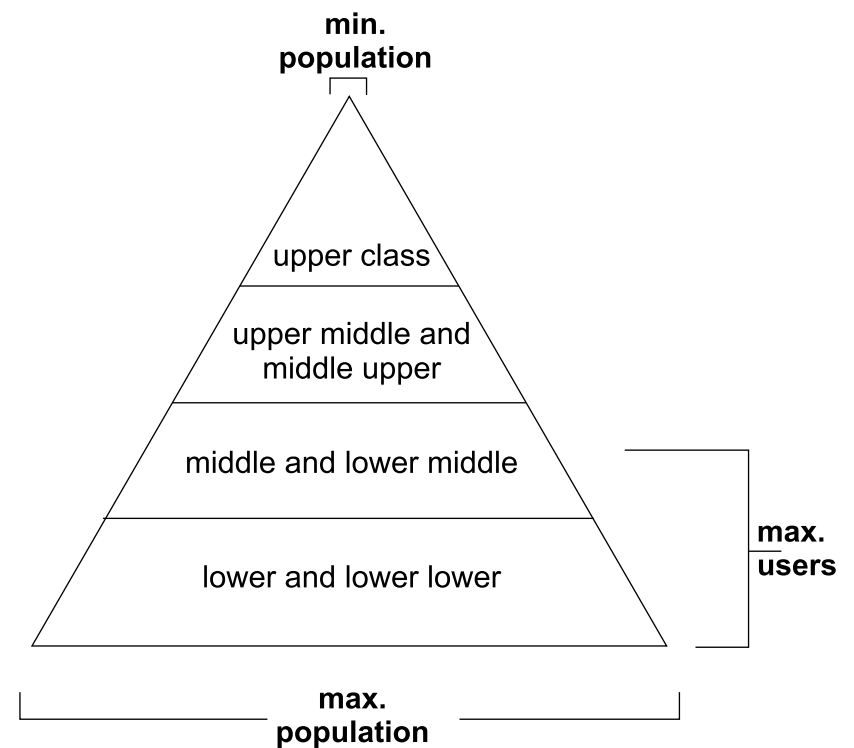 min.
population
upper class
upper middle and
middle upper
middle and lower middle
max.
users
lower and lower lower
max.
population